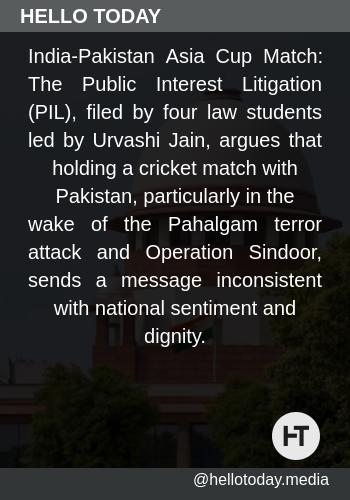 HELLO TODAY
India-Pakistan Asia Cup Match:
The Public Interest Litigation
(PIL), filed by four law students
led by Urvashi Jain, argues that
holding a cricket match with
Pakistan, particularly in the
wake of the Pahalgam terror
attack and Operation Sindoor,
sends a message inconsistent
with national sentiment and
dignity.
HT
@hellotoday.media